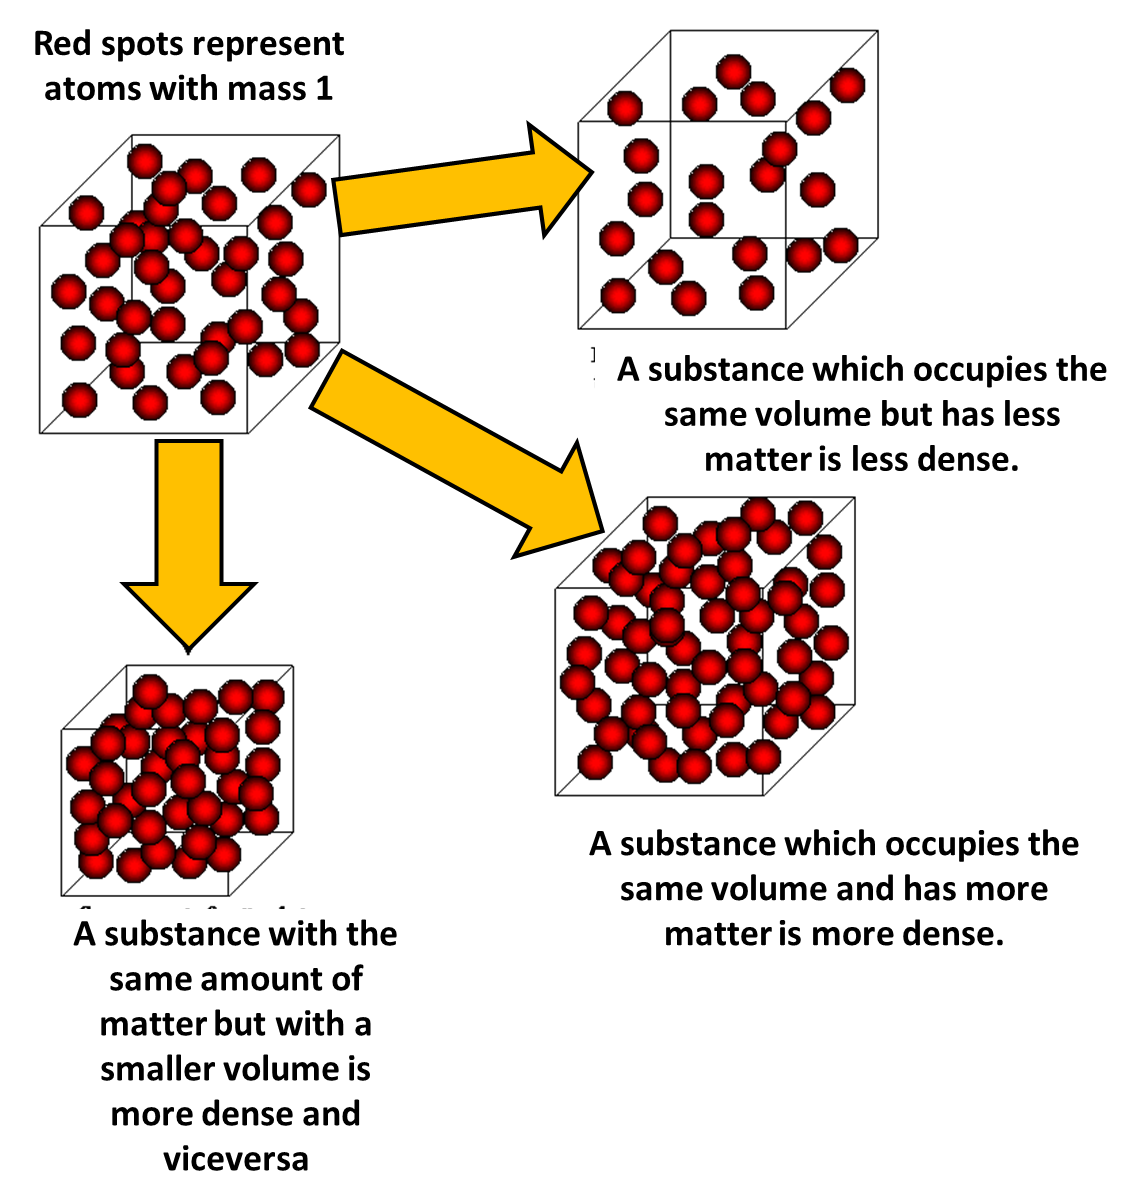 Red spots represent
atoms with mass 1
A substance which occupies the
same volume but has less
matter is less dense.
A substance which occupies the
same volume and has more
matter is more dense.
A substance with the
same amount of
matter but with a
smaller volume is
more dense and
viceversa